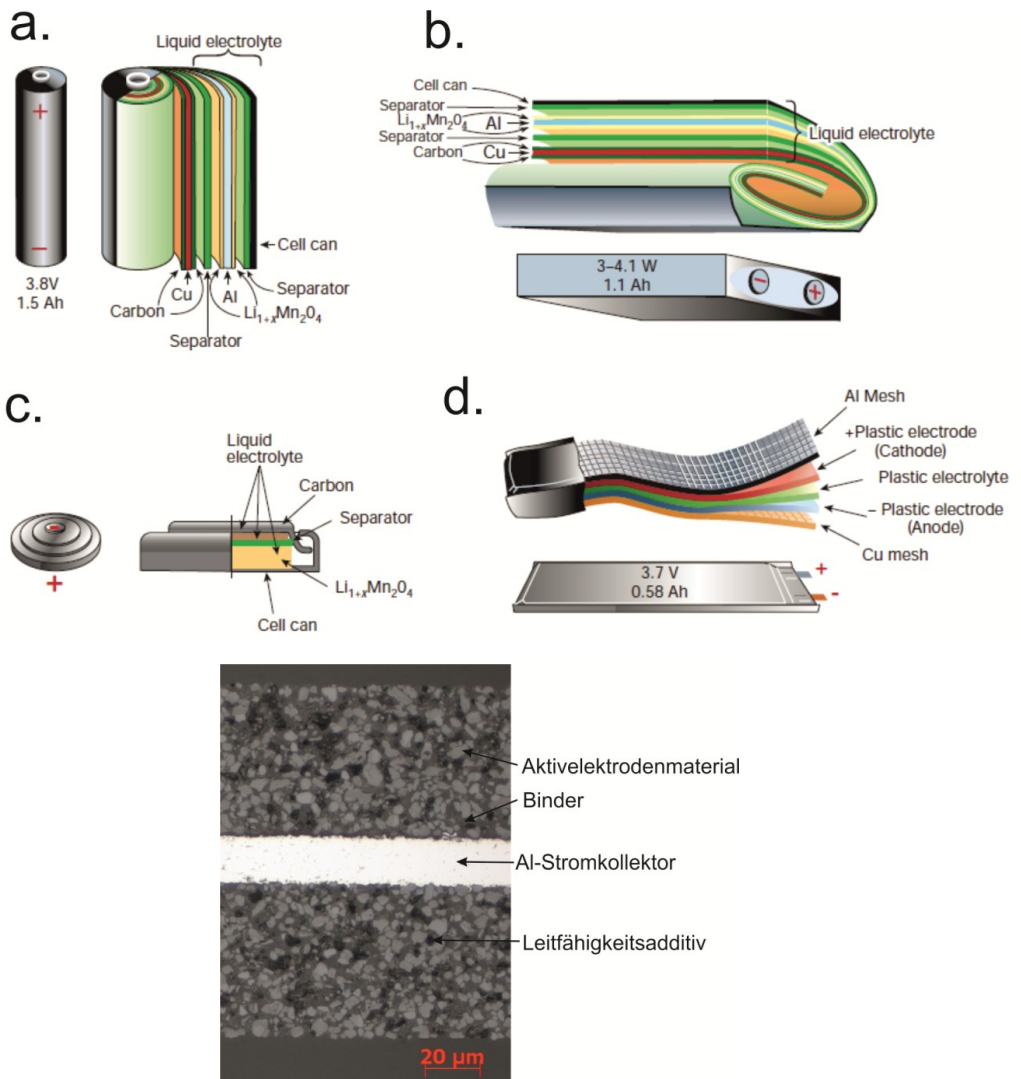 a.
Liquid electrolyte
+
−
3.8V
1.5 Ah
Cell can
Separator
Cu
Al
Carbon
Li1+xMn2O4
Separator
b.
Cell can
Separator
Li1+xMn2O4
Al
Separator
Carbon
Cu
Liquid electrolyte
3–4.1 W
1.1 Ah
−
+
c.
Liquid
electrolyte
Carbon
Separator
−
+
Li1+xMn2O4
Cell can
d.
Al Mesh
+Plastic electrode
(Cathode)
Plastic electrolyte
− Plastic electrode
(Anode)
Cu mesh
3.7 V
0.58 Ah
+
-
Aktivelektrodenmaterial
Binder
Al-Stromkollektor
Leitfähigkeitsadditiv
20 µm